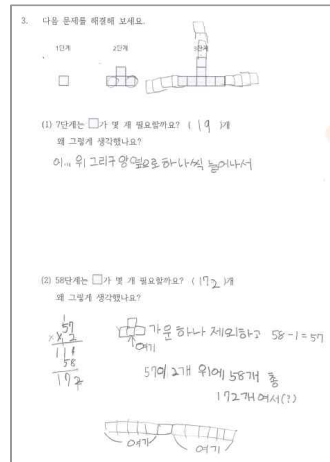 3. 다음 문제를 해결해 보세요.
1단계 2단계 3단계
(1) 7단계는 □가 몇 개 필요할까요? ( 19 )개
왜 그렇게 생각했나요?
위 그리구 양 옆으로 하나씩 늘어나서
(2) 58단계는 □가 몇 개 필요할까요? ( 172 )개
왜 그렇게 생각했나요?
57
× 2
114
58
172
가운 하나 제외하고 58-1=57
여기
57이 2개 위에 58개 총
172개여서(?)
여기 여기